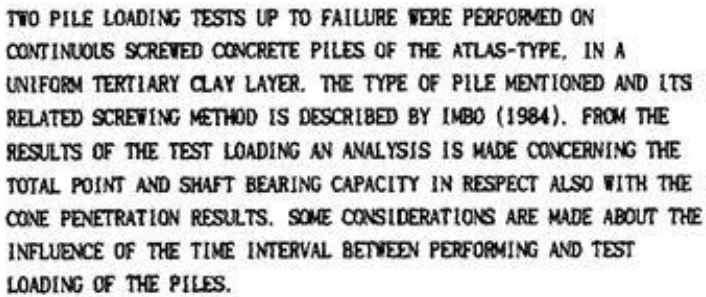 TWO PILE LOADING TESTS UP TO FAILURE WERE PERFORMED ON
CONTINUOUS SCREWED CONCRETE PILES OF THE ATLAS-TYPE, IN A
UNIFORM TERTIARY CLAY LAYER. THE TYPE OF PILE MENTIONED AND ITS
RELATED SCREWING METHOD IS DESCRIBED BY IMBO (1984). FROM THE
RESULTS OF THE TEST LOADING AN ANALYSIS IS MADE CONCERNING THE
TOTAL POINT AND SHAFT BEARING CAPACITY IN RESPECT ALSO WITH THE
CONE PENETRATION RESULTS. SOME CONSIDERATIONS ARE MADE ABOUT THE
INFLUENCE OF THE TIME INTERVAL BETWEEN PERFORMING AND TEST
LOADING OF THE PILES.